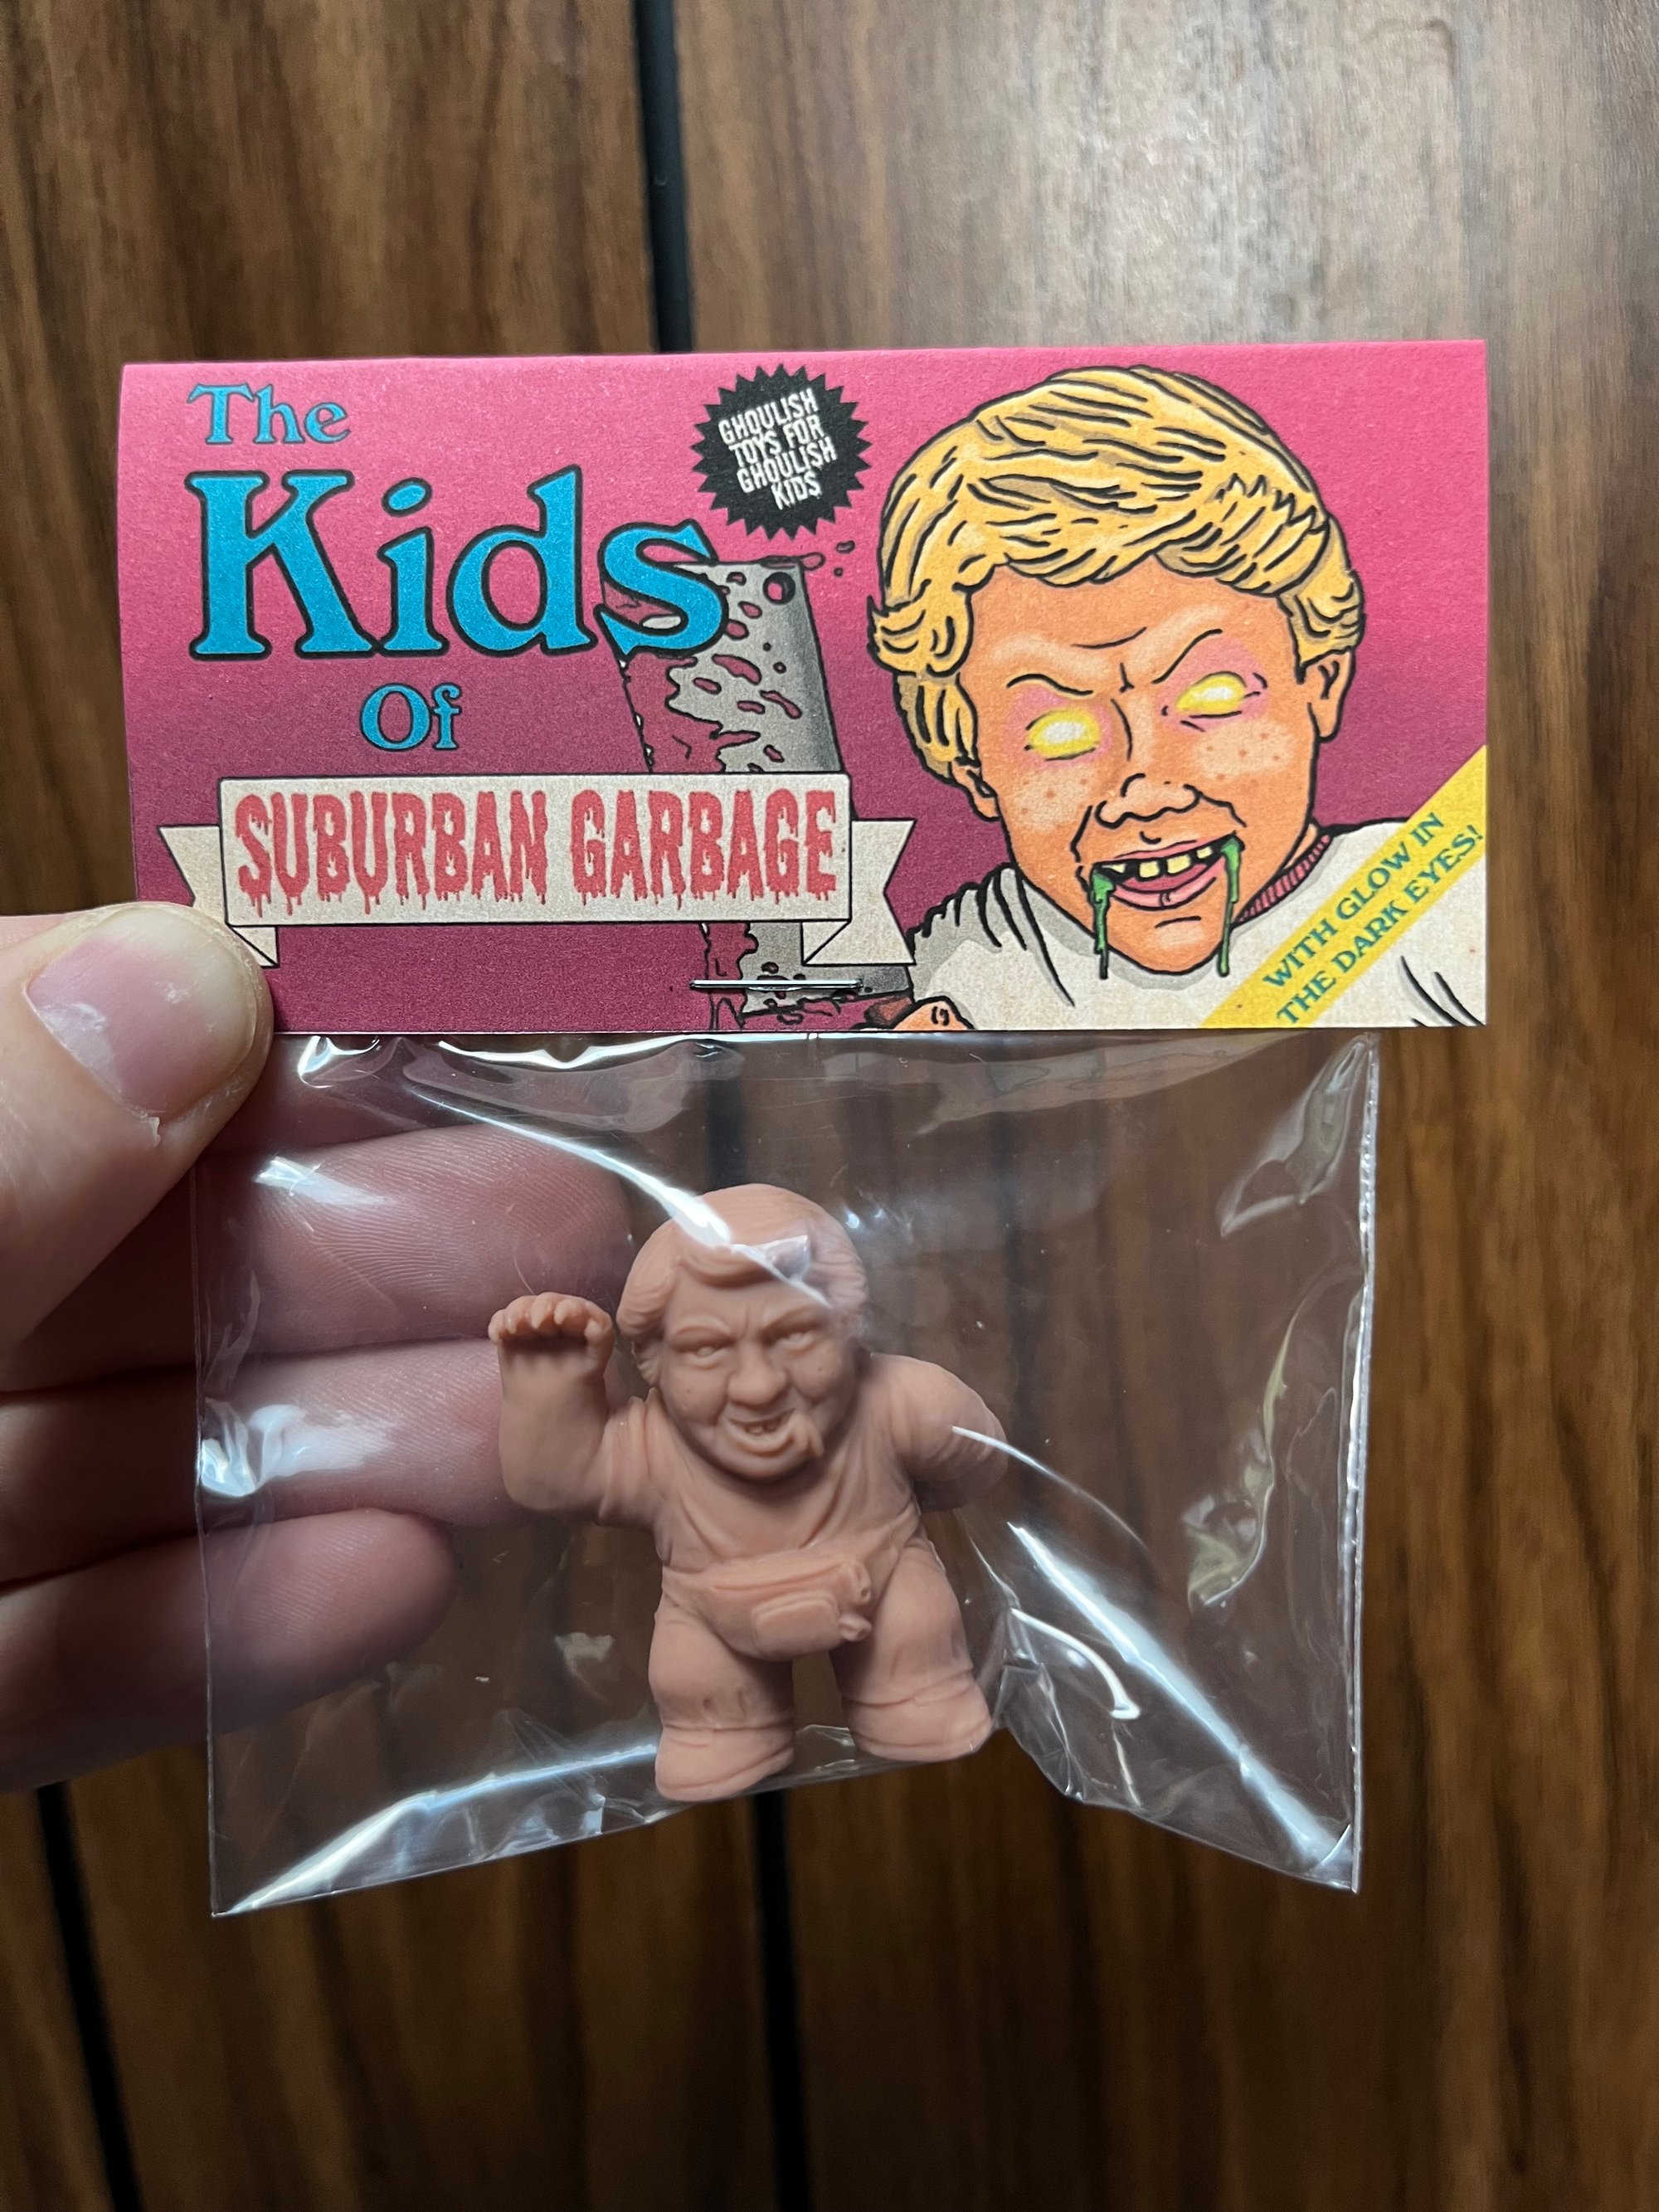 The
Kids
Of
SUBURBAN GARBAGE
GHOULISH
TOYS FOR
GHOULISH
KIDS
WITH GLOW IN
THE DARK EYES!